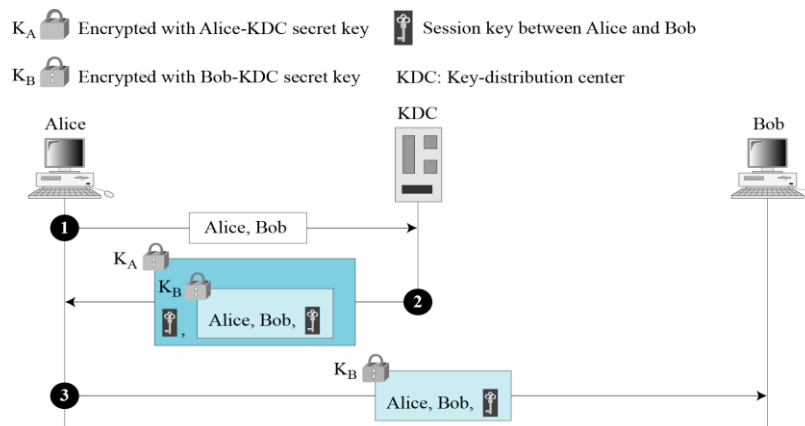 K_A Encrypted with Alice-KDC secret key
Session key between Alice and Bob
K_B Encrypted with Bob-KDC secret key
KDC: Key-distribution center
Alice
KDC
Bob
1
Alice, Bob
K_A
K_B
2
, Alice, Bob,
K_B
3
Alice, Bob,